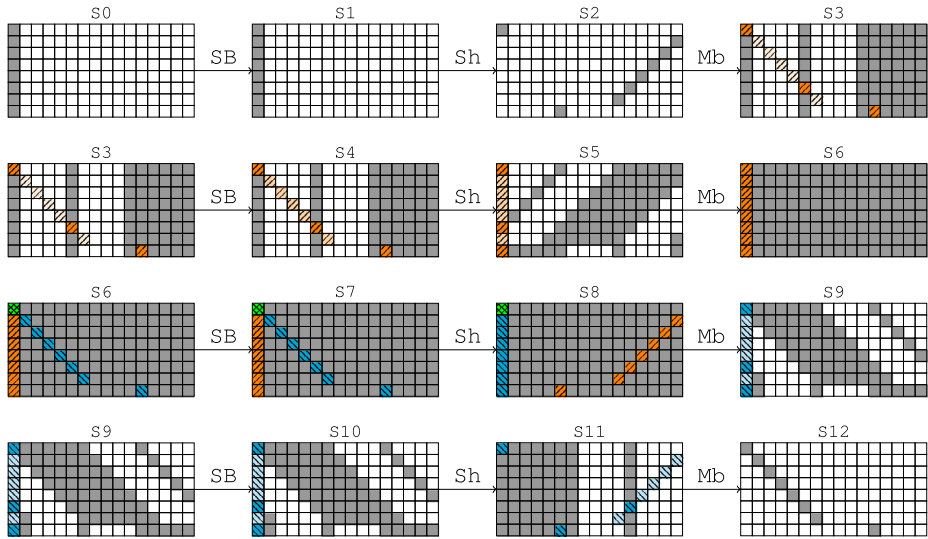 S0 S1 S2 S3
SB Sh Mb
S3 S4 S5 S6
SB Sh Mb
S6 S7 S8 S9
SB Sh Mb
S9 S10 S11 S12
SB Sh Mb